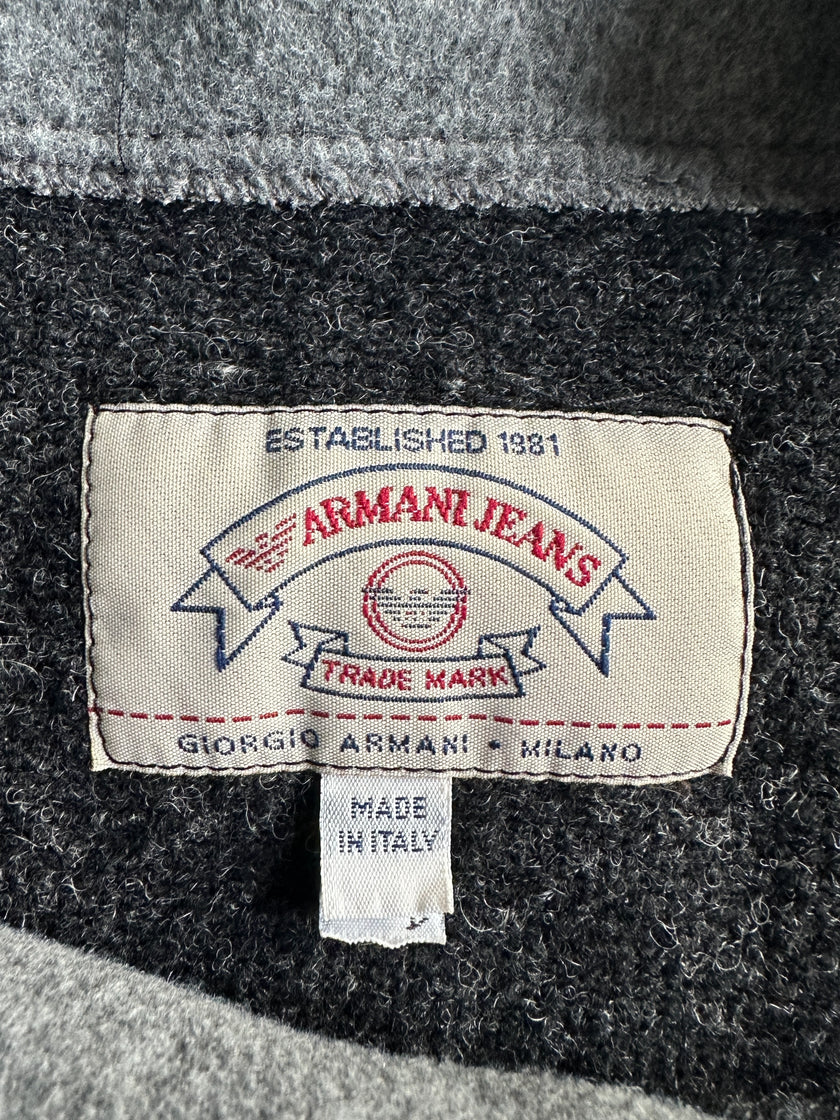 ESTABLISHED 1981
ARMANI JEANS
TRADE MARK
GIORGIO ARMANI • MILANO
MADE
IN ITALY